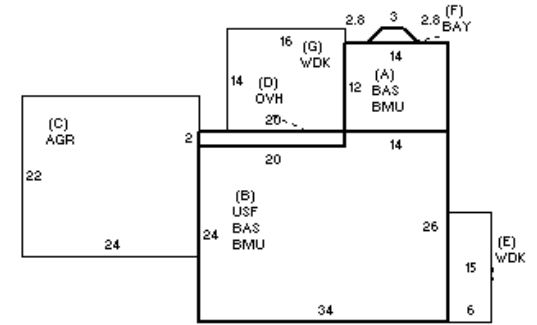 2.8 3 2.8 (F)
BAY
16 (G)
WDK
14
14 (D)
OVH
12 (A)
BAS
BMU
(C)
AGR
20
2
20 14
22
(B)
USF
BAS
BMU
24
26
24
(E)
WDK
15
34 6